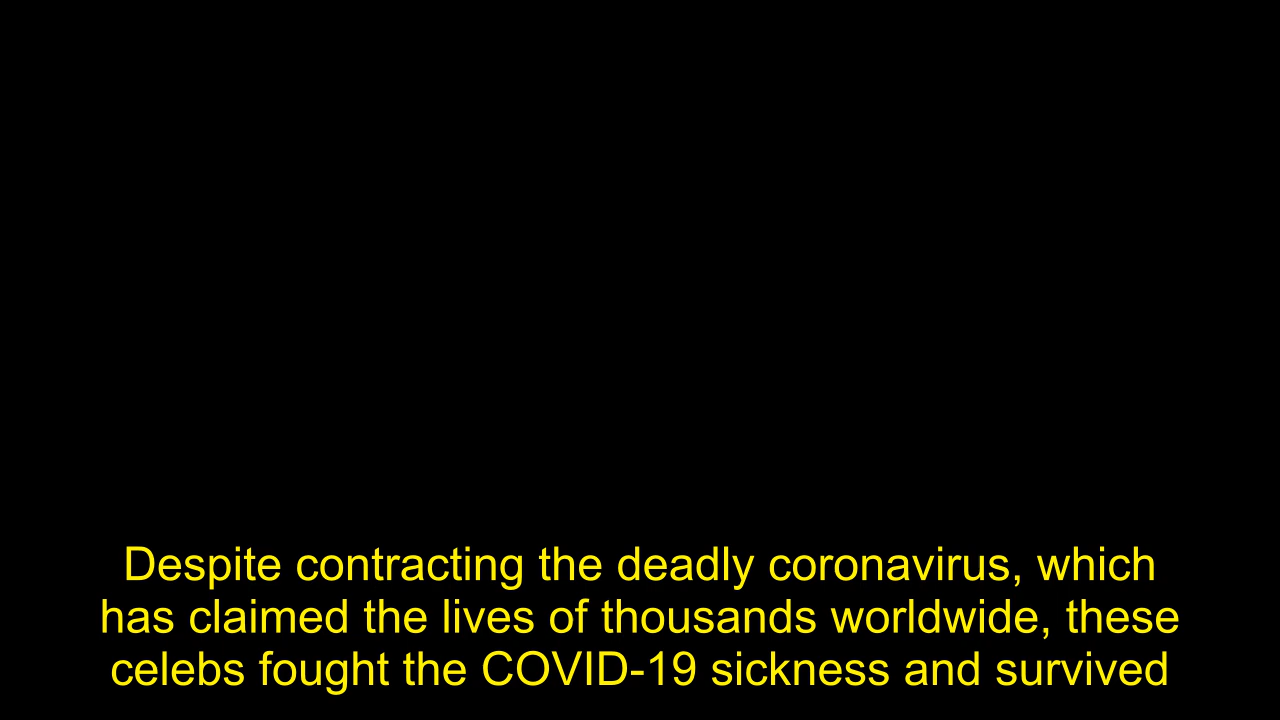 Despite contracting the deadly coronavirus, which
has claimed the lives of thousands worldwide, these
celebs fought the COVID-19 sickness and survived